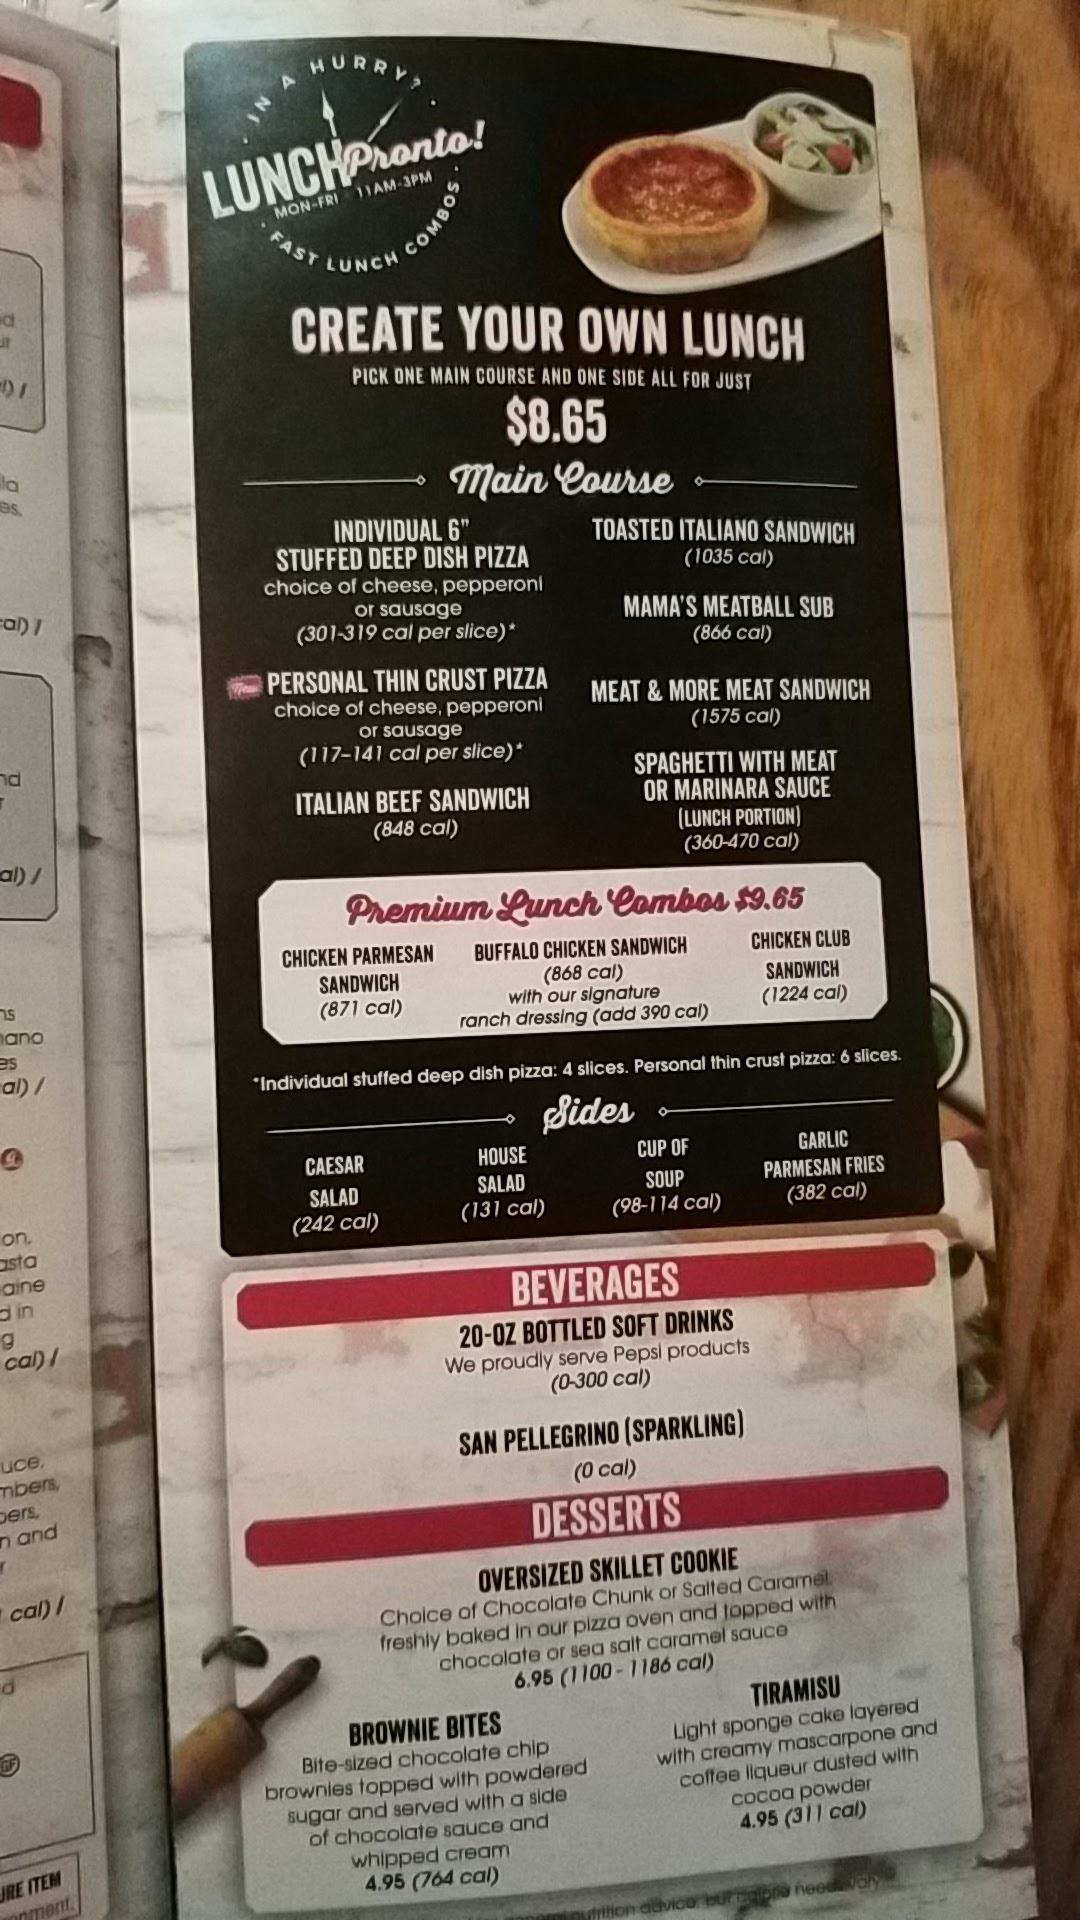 IN A HURRY?
LUNCH Pronto!
MON-FRI 11AM-3PM
FAST LUNCH COMBOS
CREATE YOUR OWN LUNCH
PICK ONE MAIN COURSE AND ONE SIDE ALL FOR JUST
$8.65
Main Course
INDIVIDUAL 6"
STUFFED DEEP DISH PIZZA
choice of cheese, pepperoni
or sausage
(301-319 cal per slice)*
New PERSONAL THIN CRUST PIZZA
choice of cheese, pepperoni
or sausage
(117-141 cal per slice)*
ITALIAN BEEF SANDWICH
(848 cal)
TOASTED ITALIANO SANDWICH
(1035 cal)
MAMA'S MEATBALL SUB
(866 cal)
MEAT & MORE MEAT SANDWICH
(1575 cal)
SPAGHETTI WITH MEAT
OR MARINARA SAUCE
(LUNCH PORTION)
(360-470 cal)
Premium Lunch Combos $9.65
CHICKEN PARMESAN
SANDWICH
(871 cal)
BUFFALO CHICKEN SANDWICH
(868 cal)
with our signature
ranch dressing (add 390 cal)
CHICKEN CLUB
SANDWICH
(1224 cal)
*Individual stuffed deep dish pizza: 4 slices. Personal thin crust pizza: 6 slices.
Sides
CAESAR
SALAD
(242 cal)
HOUSE
SALAD
(131 cal)
CUP OF
SOUP
(98-114 cal)
GARLIC
PARMESAN FRIES
(382 cal)
BEVERAGES
20-OZ BOTTLED SOFT DRINKS
We proudly serve Pepsi products
(0-300 cal)
SAN PELLEGRINO (SPARKLING)
(0 cal)
DESSERTS
OVERSIZED SKILLET COOKIE
Choice of Chocolate Chunk or Salted Caramel,
freshly baked in our pizza oven and topped with
chocolate or sea salt caramel sauce
6.95 (1100 - 1186 cal)
BROWNIE BITES
Bite-sized chocolate chip
brownies topped with powdered
sugar and served with a side
of chocolate sauce and
whipped cream
4.95 (764 cal)
TIRAMISU
Light sponge cake layered
with creamy mascarpone and
coffee liqueur dusted with
cocoa powder
4.95 (311 cal)
nutrition advice, but calorie needs vary